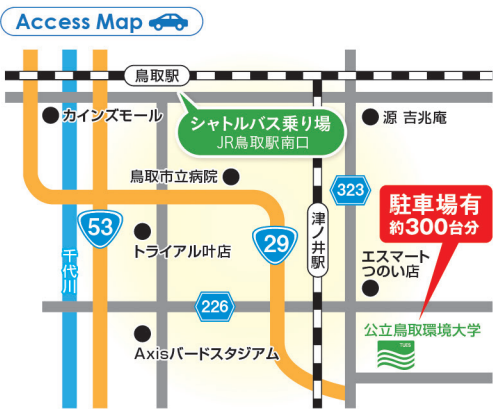 Access Map
鳥取駅
カインズモール
シャトルバス乗り場
JR鳥取駅南口
源 吉兆庵
鳥取市立病院
323
駐車場有
約300台分
53
津ノ井駅
29
トライアル叶店
千代川
エスマート
つのい店
226
公立鳥取環境大学
TUES
Axisバードスタジアム